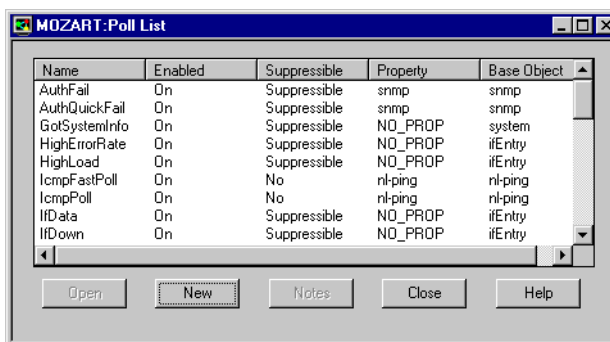 MOZART:Poll List
Name Enabled Suppressible Property Base Object
AuthFail On Suppressible snmp snmp
AuthQuickFail On Suppressible snmp snmp
GotSystemInfo On Suppressible NO_PROP system
HighErrorRate On Suppressible NO_PROP ifEntry
HighLoad On Suppressible NO_PROP ifEntry
IcmpFastPoll On No nl-ping nl-ping
IcmpPoll On No nl-ping nl-ping
IfData On Suppressible NO_PROP ifEntry
IfDown On Suppressible NO_PROP ifEntry
Open New Notes Close Help